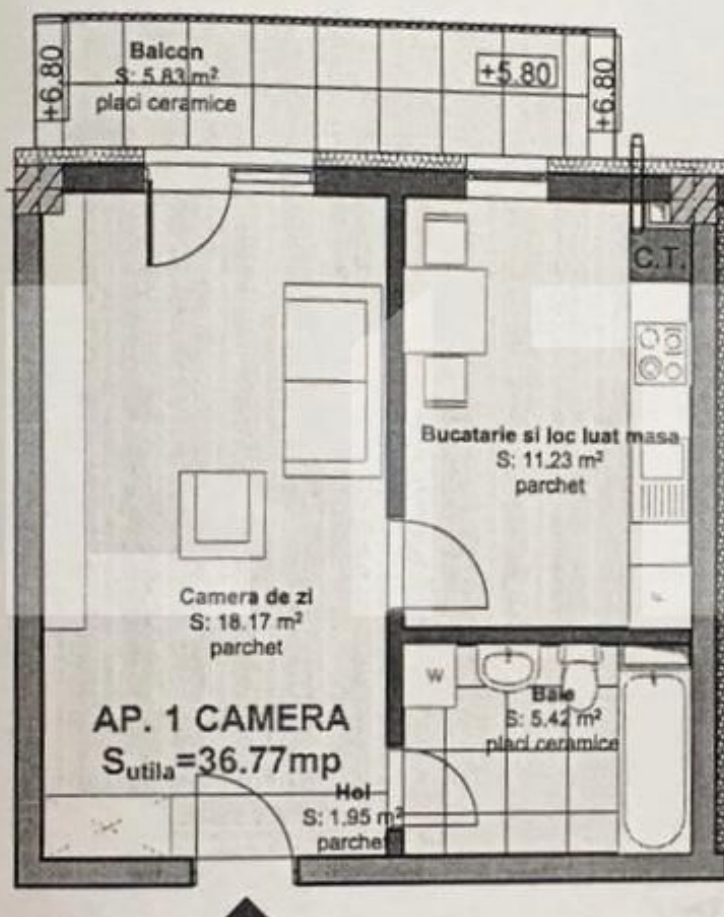 Balcon
S: 5.83 m²
placi ceramice
+6.80
+5.80
+6.80
C.T.
Bucatarie si loc luat masa
S: 11.23 m²
parchet
Camera de zi
S: 18.17 m²
parchet
AP. 1 CAMERA
Sutila=36.77mp
W
Baie
S: 5.42 m²
placi ceramice
Hol
S: 1.95 m²
parchet